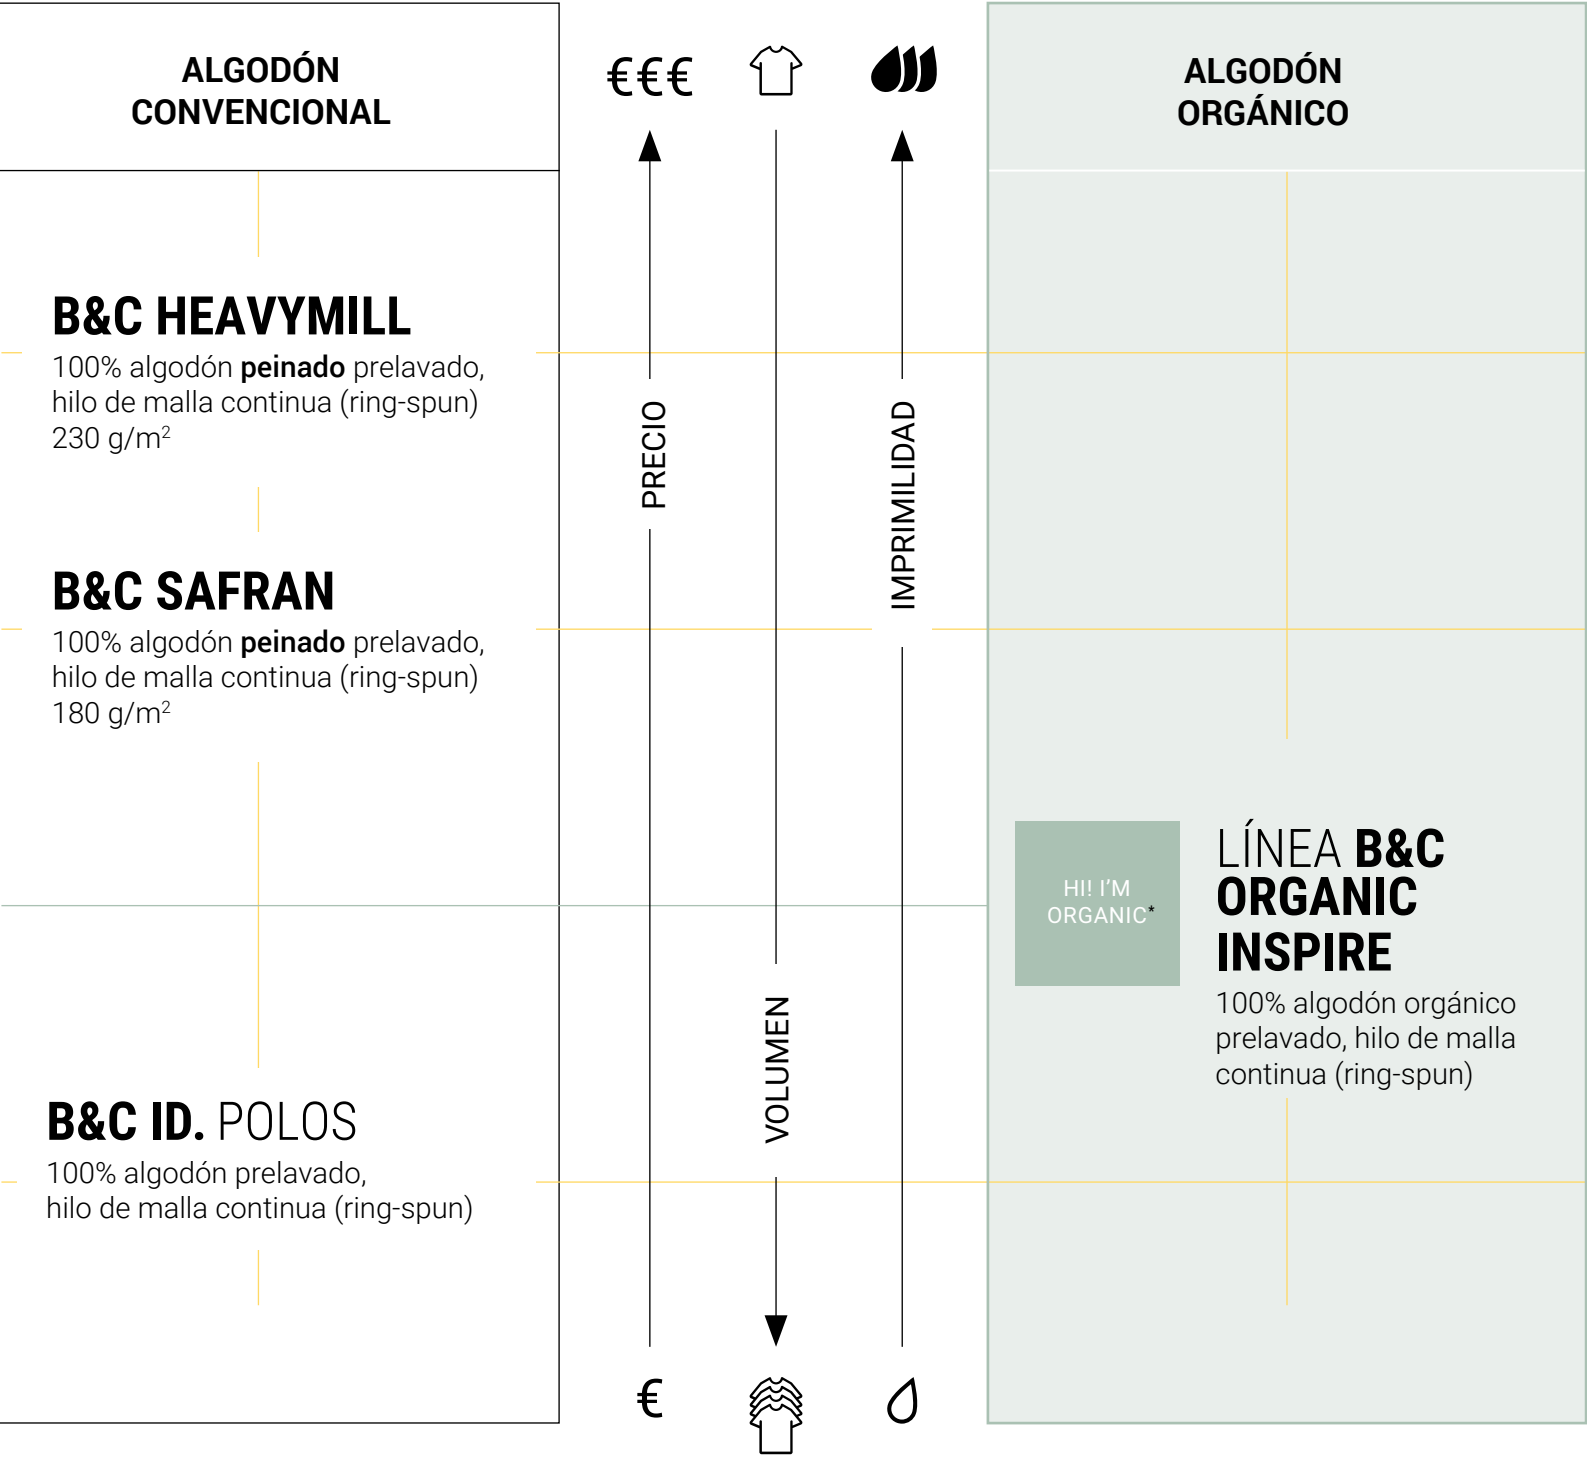 ALGODÓN
CONVENCIONAL
B&C HEAVYMILL
100% algodón peinado prelavado,
hilo de malla continua (ring-spun)
230 g/m²
B&C SAFRAN
100% algodón peinado prelavado,
hilo de malla continua (ring-spun)
180 g/m²
B&C ID. POLOS
100% algodón prelavado,
hilo de malla continua (ring-spun)
€€€
PRECIO
€
VOLUMEN
IMPRIMILIDAD
ALGODÓN
ORGÁNICO
HI! I'M
ORGANIC*
LÍNEA B&C
ORGANIC
INSPIRE
100% algodón orgánico
prelavado, hilo de malla
continua (ring-spun)